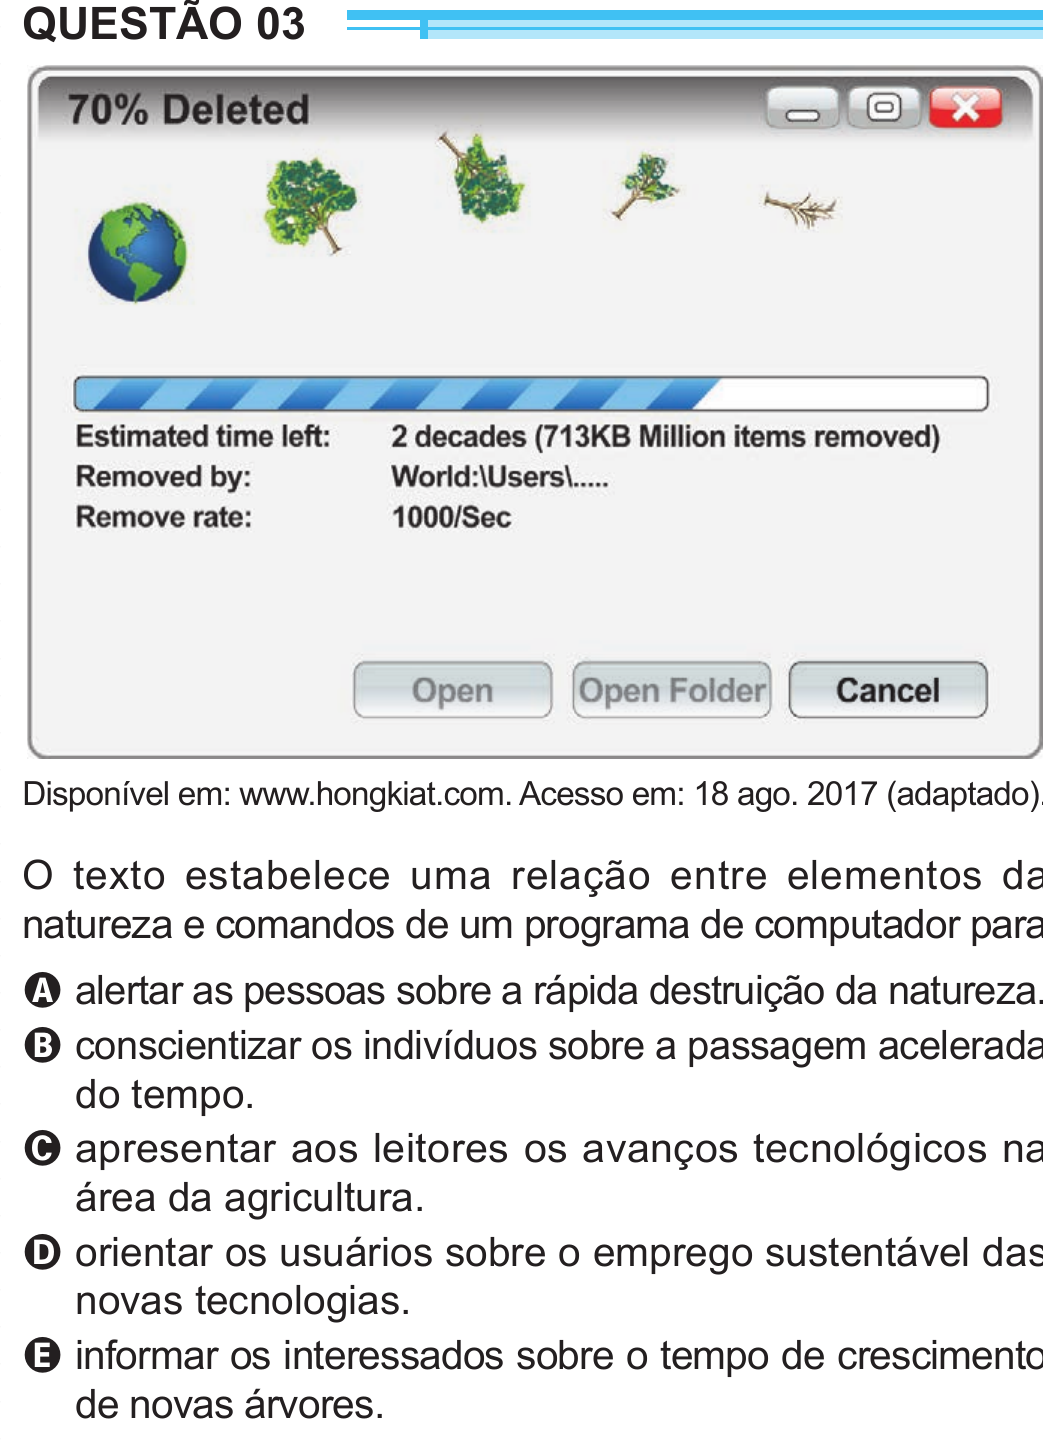 QUESTÃO 03
70% Deleted
Estimated time left: 2 decades (713KB Million items removed)
Removed by: World:\Users\.....
Remove rate: 1000/Sec
Open Open Folder Cancel
Disponível em: www.hongkiat.com. Acesso em: 18 ago. 2017 (adaptado).
O texto estabelece uma relação entre elementos da
natureza e comandos de um programa de computador para
A alertar as pessoas sobre a rápida destruição da natureza.
B conscientizar os indivíduos sobre a passagem acelerada
do tempo.
C apresentar aos leitores os avanços tecnológicos na
área da agricultura.
D orientar os usuários sobre o emprego sustentável das
novas tecnologias.
E informar os interessados sobre o tempo de crescimento
de novas árvores.